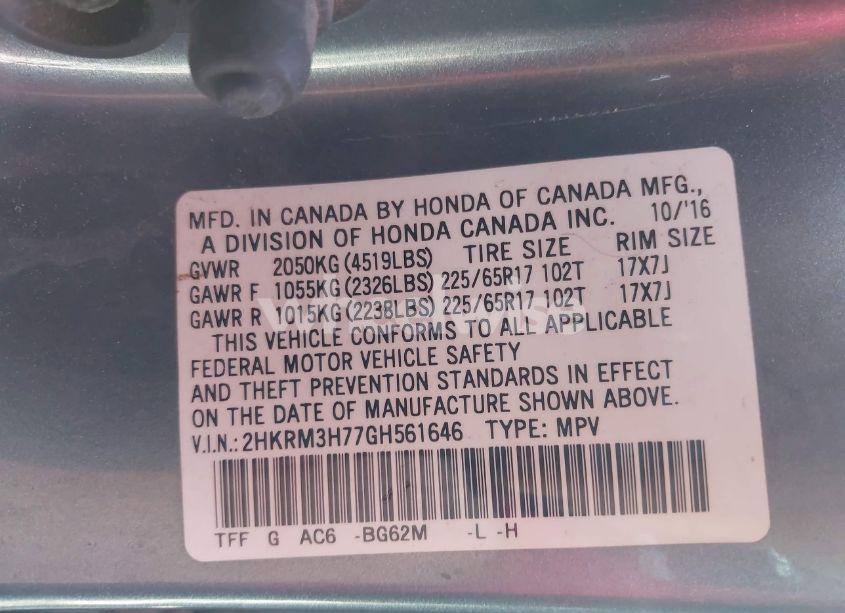 MFD. IN CANADA BY HONDA OF CANADA MFG.,
A DIVISION OF HONDA CANADA INC. 10/'16
GVWR 2050KG (4519LBS) TIRE SIZE RIM SIZE
GAWR F 1055KG (2326LBS) 225/65R17 102T 17X7J
GAWR R 1015KG (2238LBS) 225/65R17 102T 17X7J
THIS VEHICLE CONFORMS TO ALL APPLICABLE
FEDERAL MOTOR VEHICLE SAFETY
AND THEFT PREVENTION STANDARDS IN EFFECT
ON THE DATE OF MANUFACTURE SHOWN ABOVE.
V.I.N.: 2HKRM3H77GH561646 TYPE: MPV
TFF G AC6 -BG62M -L -H